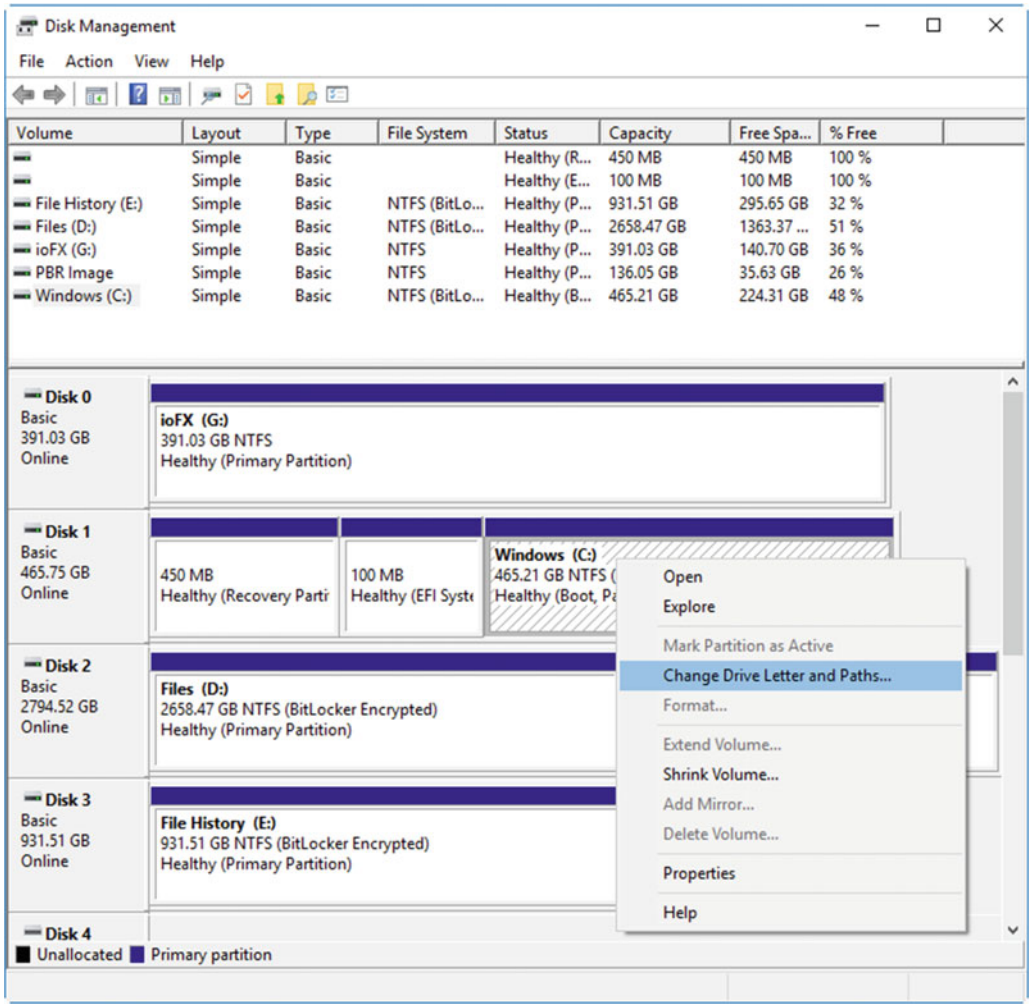 Disk Management
File Action View Help
Volume Layout Type File System Status Capacity Free Spa... % Free
Simple Basic Healthy (R... 450 MB 450 MB 100 %
Simple Basic Healthy (E... 100 MB 100 MB 100 %
File History (E:) Simple Basic NTFS (BitLo... Healthy (P... 931.51 GB 295.65 GB 32 %
Files (D:) Simple Basic NTFS (BitLo... Healthy (P... 2658.47 GB 1363.37 ... 51 %
ioFX (G:) Simple Basic NTFS Healthy (P... 391.03 GB 140.70 GB 36 %
PBR Image Simple Basic NTFS Healthy (P... 136.05 GB 35.63 GB 26 %
Windows (C:) Simple Basic NTFS (BitLo... Healthy (B... 465.21 GB 224.31 GB 48 %
Disk 0
Basic
391.03 GB
Online
ioFX (G:)
391.03 GB NTFS
Healthy (Primary Partition)
Disk 1
Basic
465.75 GB
Online
450 MB
Healthy (Recovery Parti
100 MB
Healthy (EFI Syste
Windows (C:)
465.21 GB NTFS (
Healthy (Boot, Pa
Open
Explore
Mark Partition as Active
Change Drive Letter and Paths...
Format...
Extend Volume...
Shrink Volume...
Add Mirror...
Delete Volume...
Properties
Help
Disk 2
Basic
2794.52 GB
Online
Files (D:)
2658.47 GB NTFS (BitLocker Encrypted)
Healthy (Primary Partition)
Disk 3
Basic
931.51 GB
Online
File History (E:)
931.51 GB NTFS (BitLocker Encrypted)
Healthy (Primary Partition)
Disk 4
Unallocated Primary partition